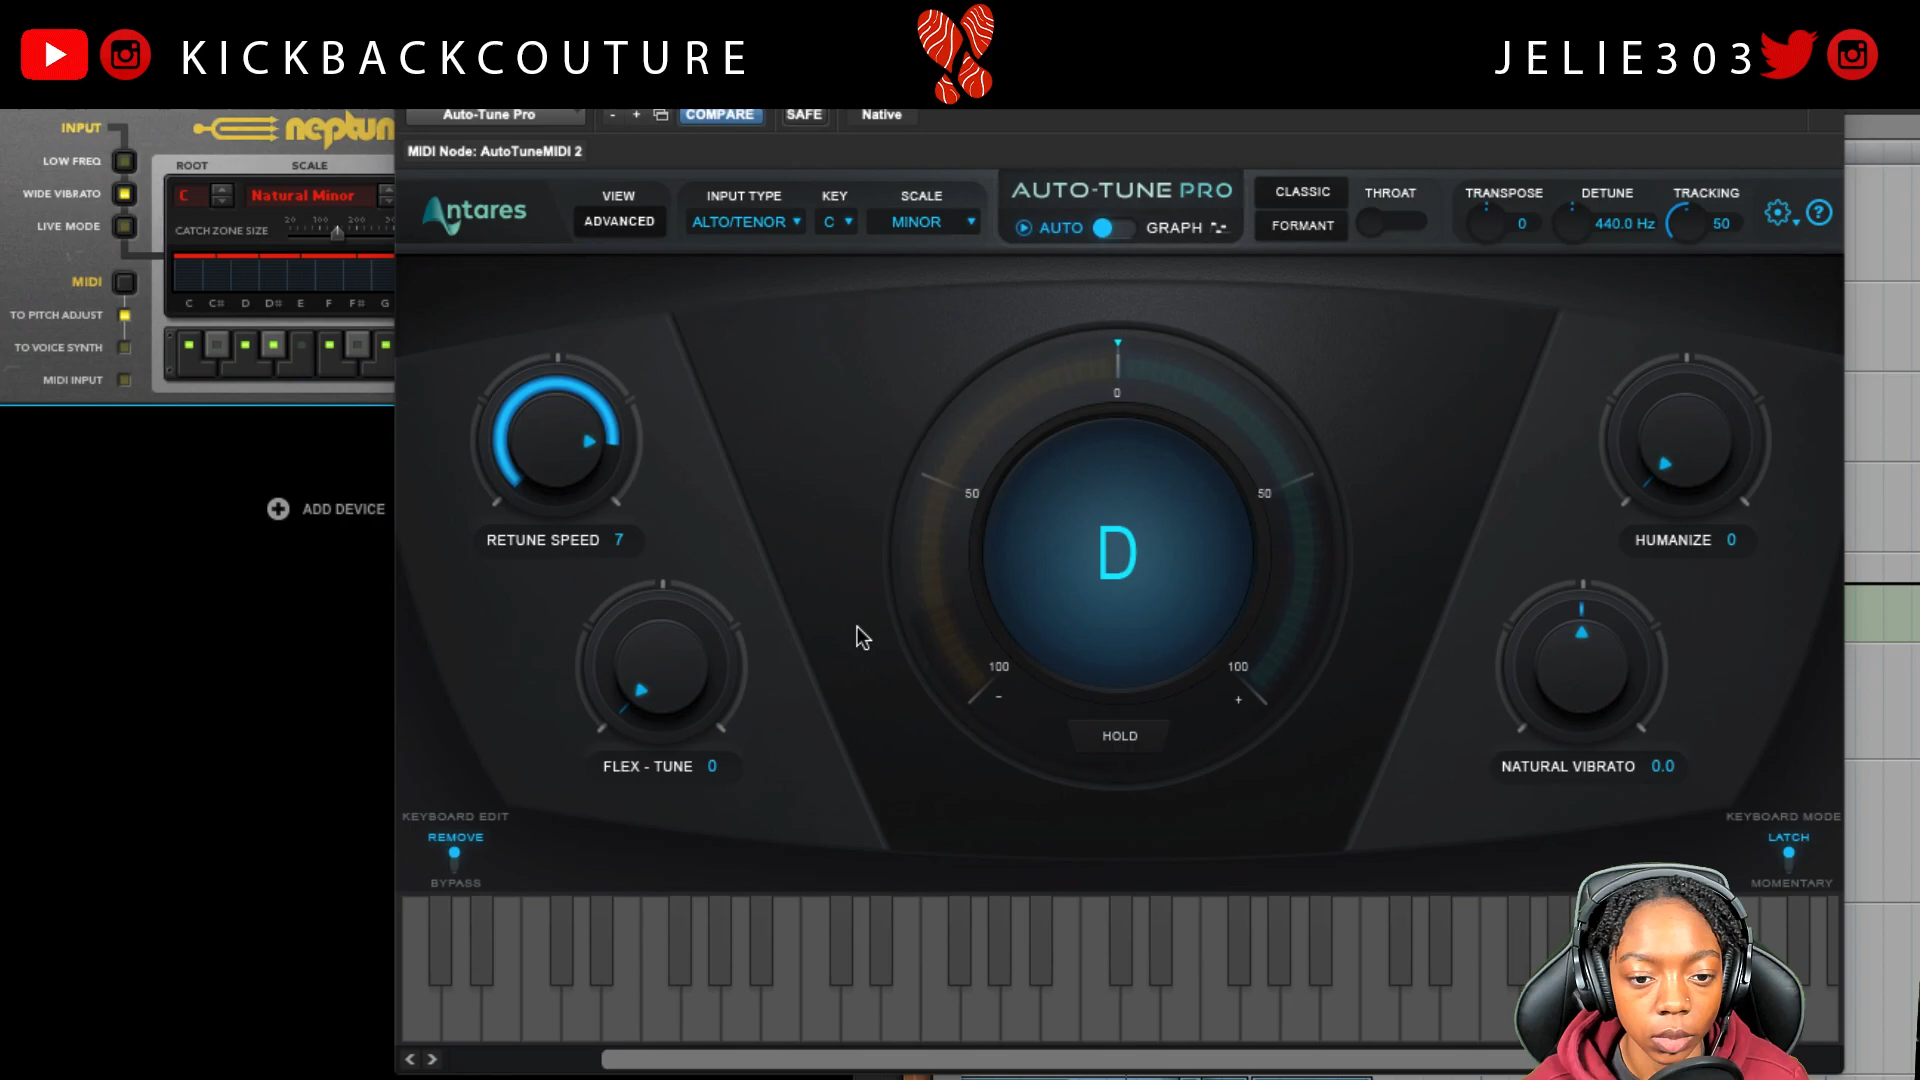 KICKBACKCOUTURE
JELIE303
INPUT
LOW FREQ
WIDE VIBRATO
LIVE MODE
MIDI
TO PITCH ADJUST
TO VOICE SYNTH
MIDI INPUT
neptun
ROOT SCALE
C Natural Minor
20 100 200
CATCH ZONE SIZE
C C# D D# E F F# G
ADD DEVICE
Auto-Tune Pro - + COMPARE SAFE Native
MIDI Node: AutoTuneMIDI 2
Antares
VIEW
ADVANCED
INPUT TYPE
ALTO/TENOR
KEY
C
SCALE
MINOR
AUTO-TUNE PRO
AUTO GRAPH
CLASSIC
FORMANT
THROAT
TRANSPOSE
0
DETUNE
440.0 Hz
TRACKING
50
?
RETUNE SPEED 7
FLEX - TUNE 0
0
50 50
D
100 100
- +
HOLD
HUMANIZE 0
NATURAL VIBRATO 0.0
KEYBOARD EDIT
REMOVE
BYPASS
KEYBOARD MODE
LATCH
MOMENTARY